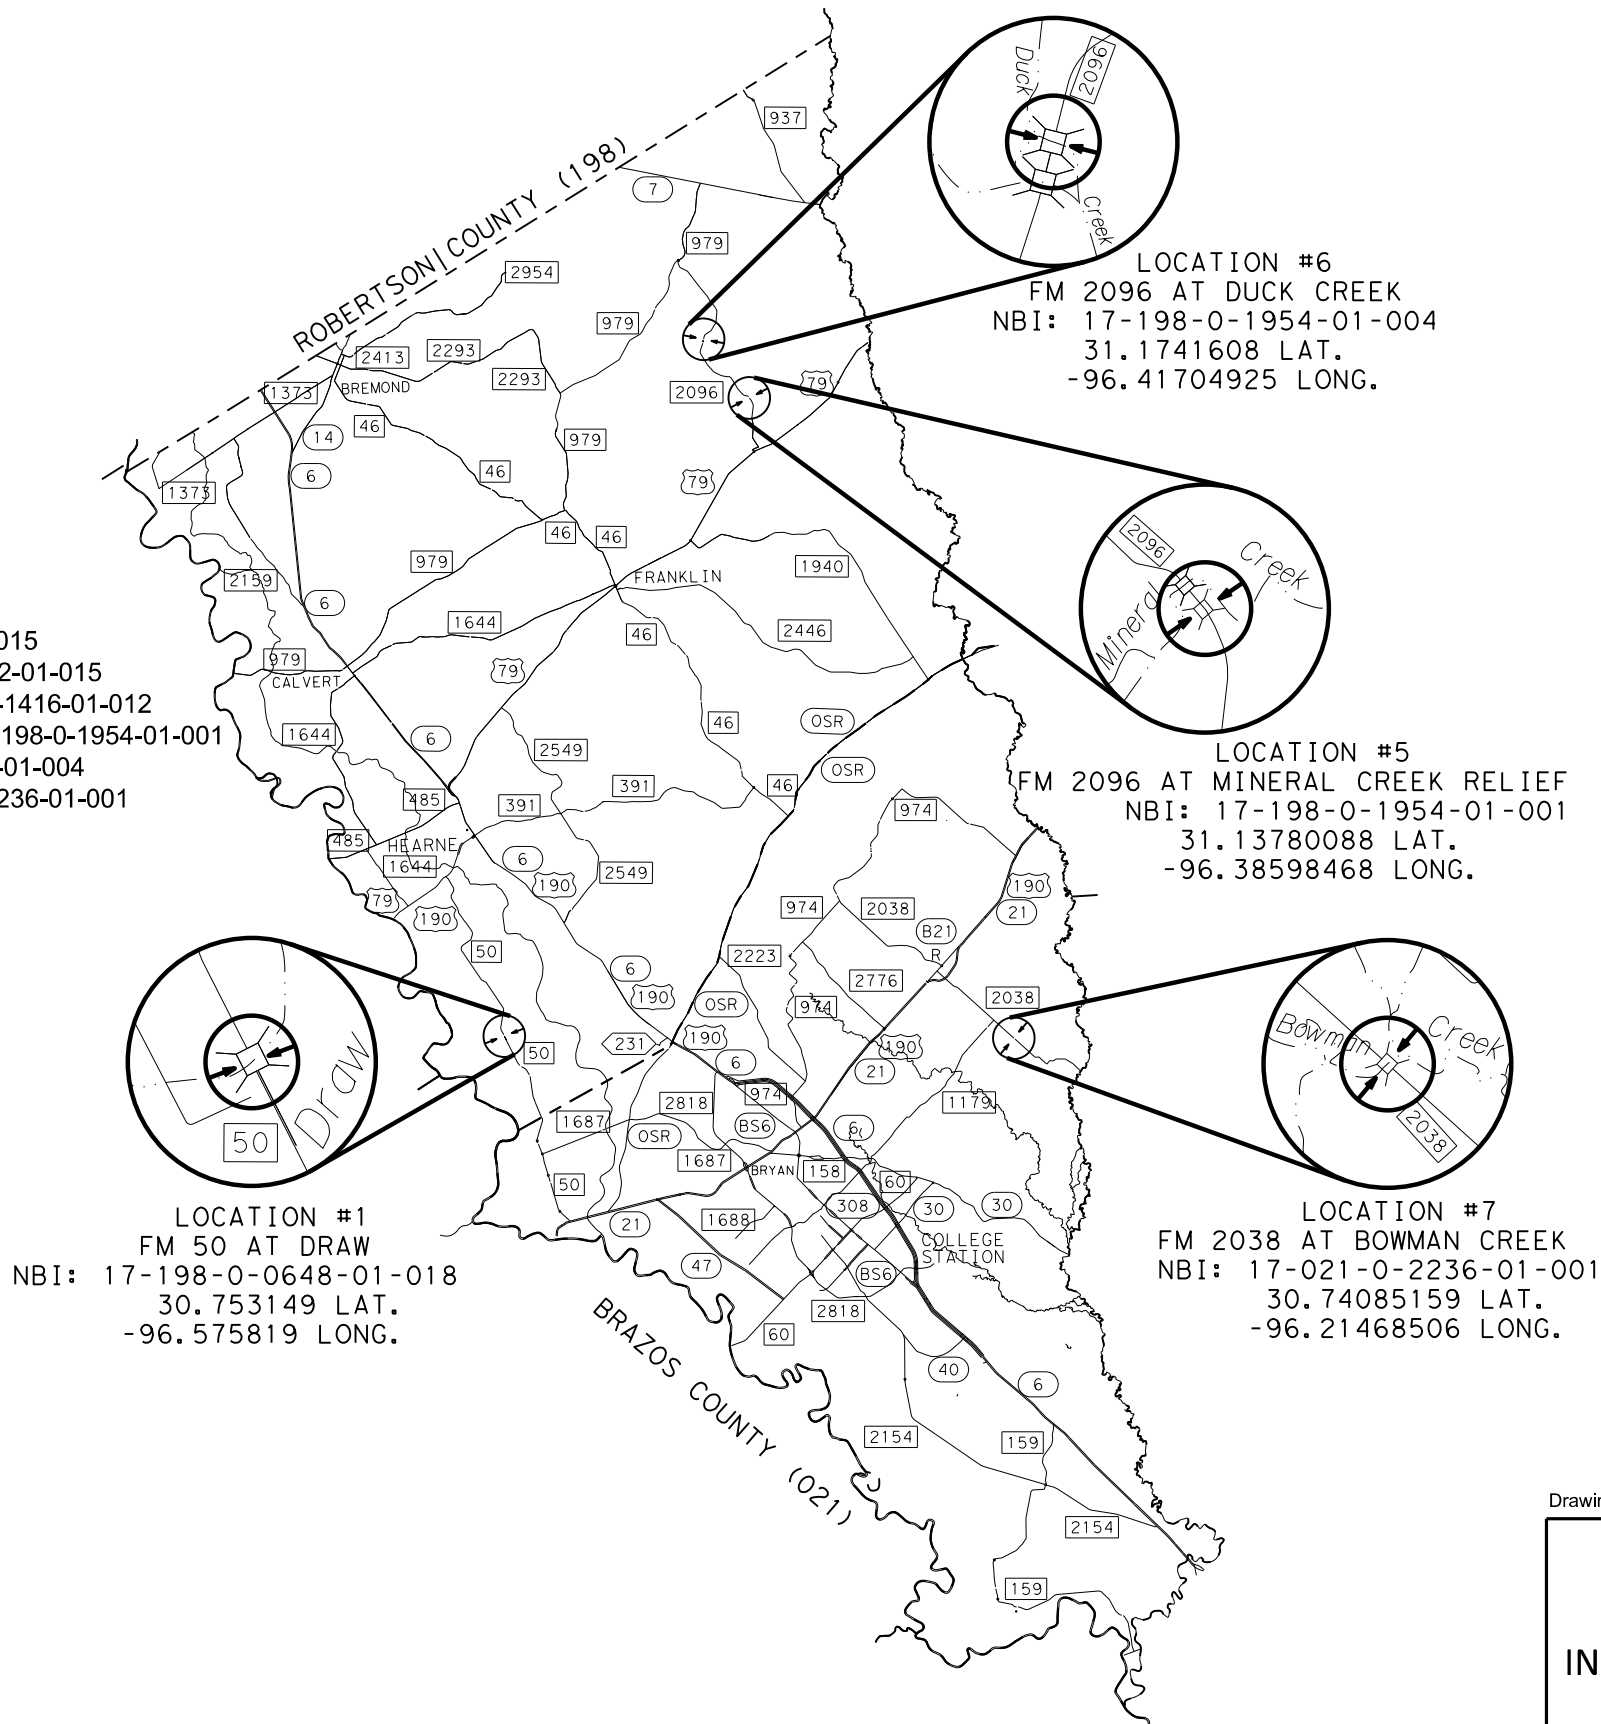 937
Duck
2096
Creek
7
ROBERTSON COUNTY (198)
979
2954
979
LOCATION #6
FM 2096 AT DUCK CREEK
NBI: 17-198-0-1954-01-004
31.1741608 LAT.
-96.41704925 LONG.
2413
2293
2293
1373
BREMOND
2096
79
46
14
979
6
46
79
1373
46
46
979
1940
2159
FRANKLIN
6
1644
46
2446
2096
Creek
Mineral
LOCATION #5
FM 2096 AT MINERAL CREEK RELIEF
NBI: 17-198-0-1954-01-001
31.13780088 LAT.
-96.38598468 LONG.
015
2-01-015
-1416-01-012
198-0-1954-01-001
-01-004
236-01-001
979
CALVERT
79
1644
6
46
OSR
2549
OSR
485
391
391
46
974
485
HEARNE
6
1644
190
2549
190
79
190
974
2038
21
B21
50
2223
R
6
2776
190
OSR
974
2038
190
231
50
190
6
21
974
2818
1179
1687
OSR
BS6
6
1687
BRYAN
158
60
50
308
30
30
21
1688
COLLEGE
STATION
47
BS6
2818
60
40
6
BRAZOS COUNTY (021)
2154
159
2154
159
Draw
50
LOCATION #1
FM 50 AT DRAW
NBI: 17-198-0-0648-01-018
30.753149 LAT.
-96.575819 LONG.
Bowman
Creek
2038
LOCATION #7
FM 2038 AT BOWMAN CREEK
NBI: 17-021-0-2236-01-001
30.74085159 LAT.
-96.21468506 LONG.
Drawin
IN